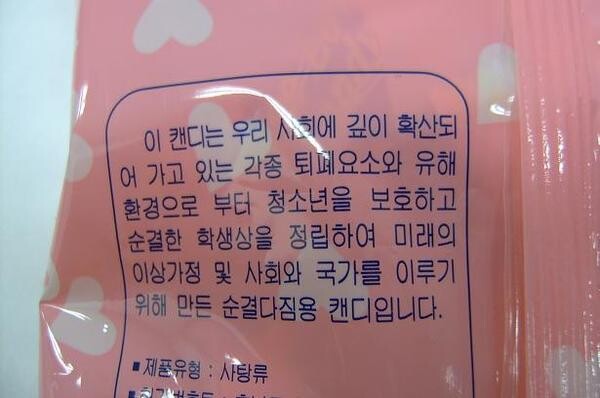 이 캔디는 우리 사회에 깊이 확산되
어 가고 있는 각종 퇴폐요소와 유해
환경으로 부터 청소년을 보호하고
순결한 학생상을 정립하여 미래의
이상가정 및 사회와 국가를 이루기
위해 만든 순결다짐용 캔디입니다.
■ 제품유형 : 사탕류